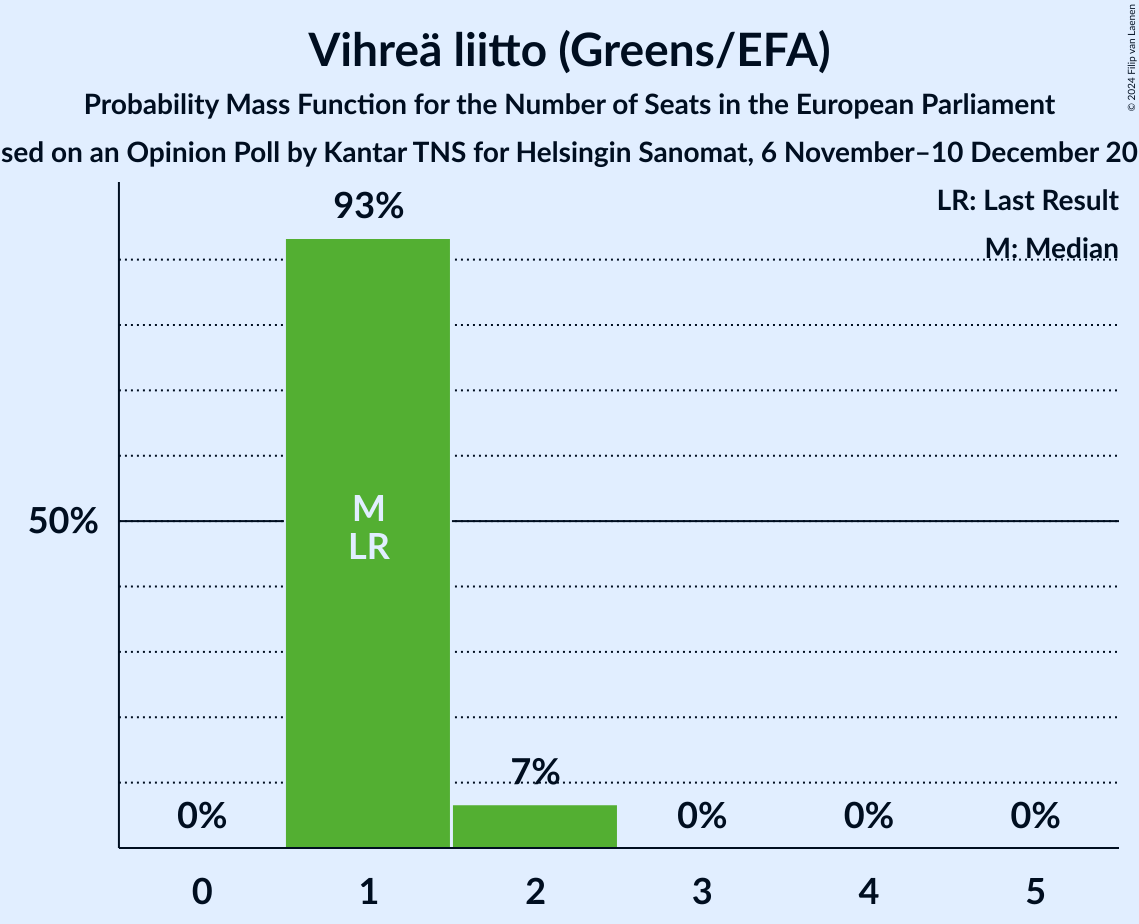 Vihreä liitto (Greens/EFA)
Probability Mass Function for the Number of Seats in the European Parliament
sed on an Opinion Poll by Kantar TNS for Helsingin Sanomat, 6 November–10 December 20
© 2024 Filip van Laenen
LR: Last Result
M: Median
93%
50%
M
LR
7%
0%
0%
0%
0%
0
1
2
3
4
5